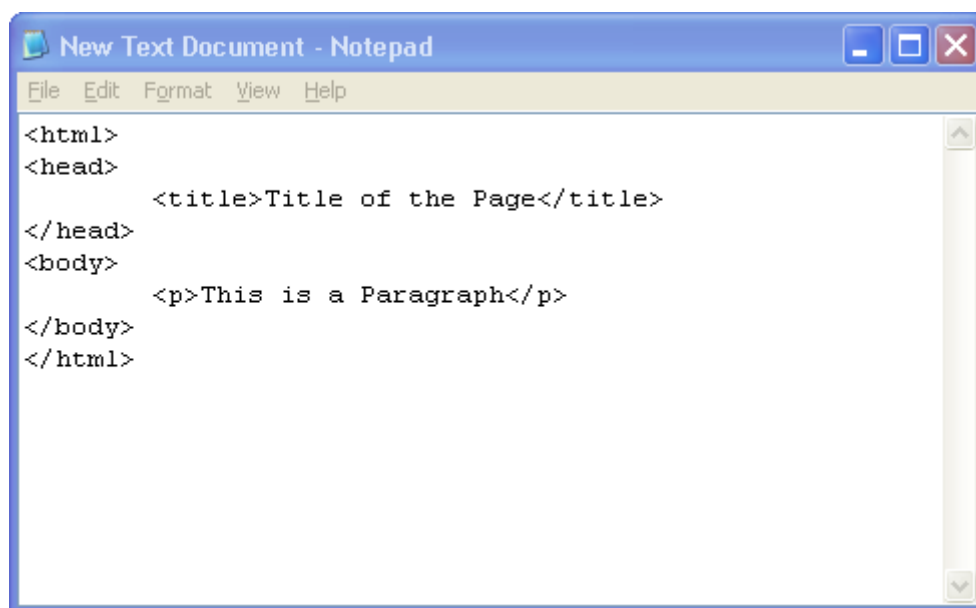 New Text Document - Notepad
File Edit Format View Help
<html>
<head>
<title>Title of the Page</title>
</head>
<body>
<p>This is a Paragraph</p>
</body>
</html>